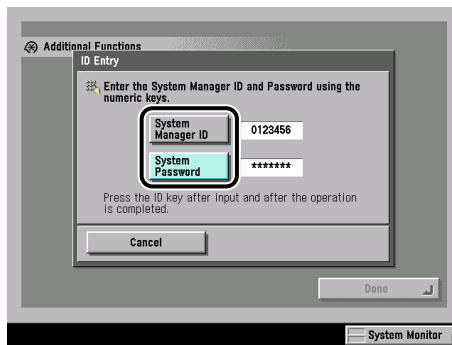 Additional Functions
ID Entry
Enter the System Manager ID and Password using the
numeric keys.
System
Manager ID
0123456
System
Password
*******
Press the ID key after input and after the operation
is completed.
Cancel
Done
System Monitor